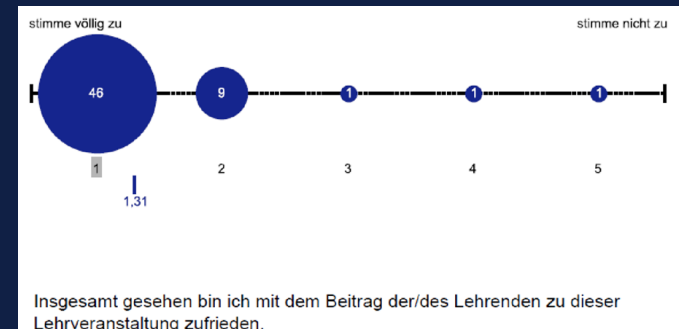 stimme völlig zu stimme nicht zu
46 9 1 1 1
1 2 3 4 5
1,31
Insgesamt gesehen bin ich mit dem Beitrag der/des Lehrenden zu dieser
Lehrveranstaltung zufrieden.